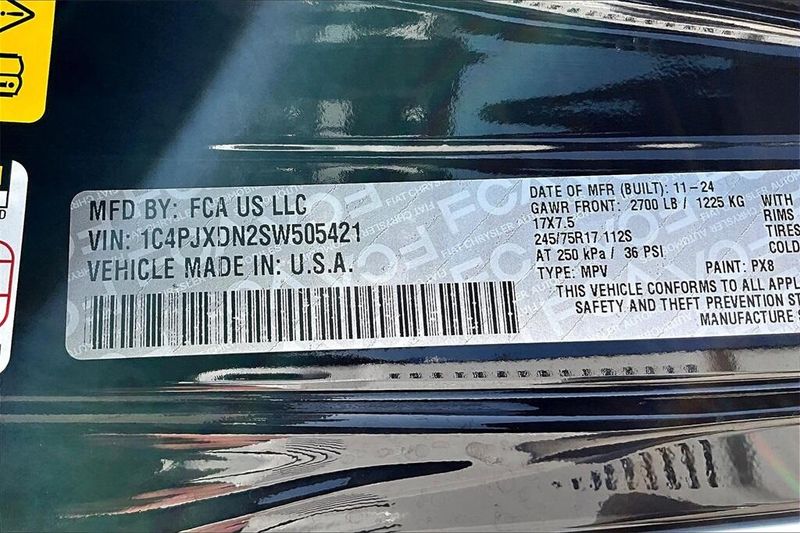 MFD BY: FCA US LLC
VIN: 1C4PJXDN2SW505421
VEHICLE MADE IN: U.S.A.
DATE OF MFR (BUILT): 11-24
GAWR FRONT: 2700 LB / 1225 KG WITH
17X7.5 RIMS
245/75R17 112S TIRES
AT 250 kPa / 36 PSI COLD
TYPE: MPV PAINT: PX8
THIS VEHICLE CONFORMS TO ALL APPL
SAFETY AND THEFT PREVENTION ST
MANUFACTURE S